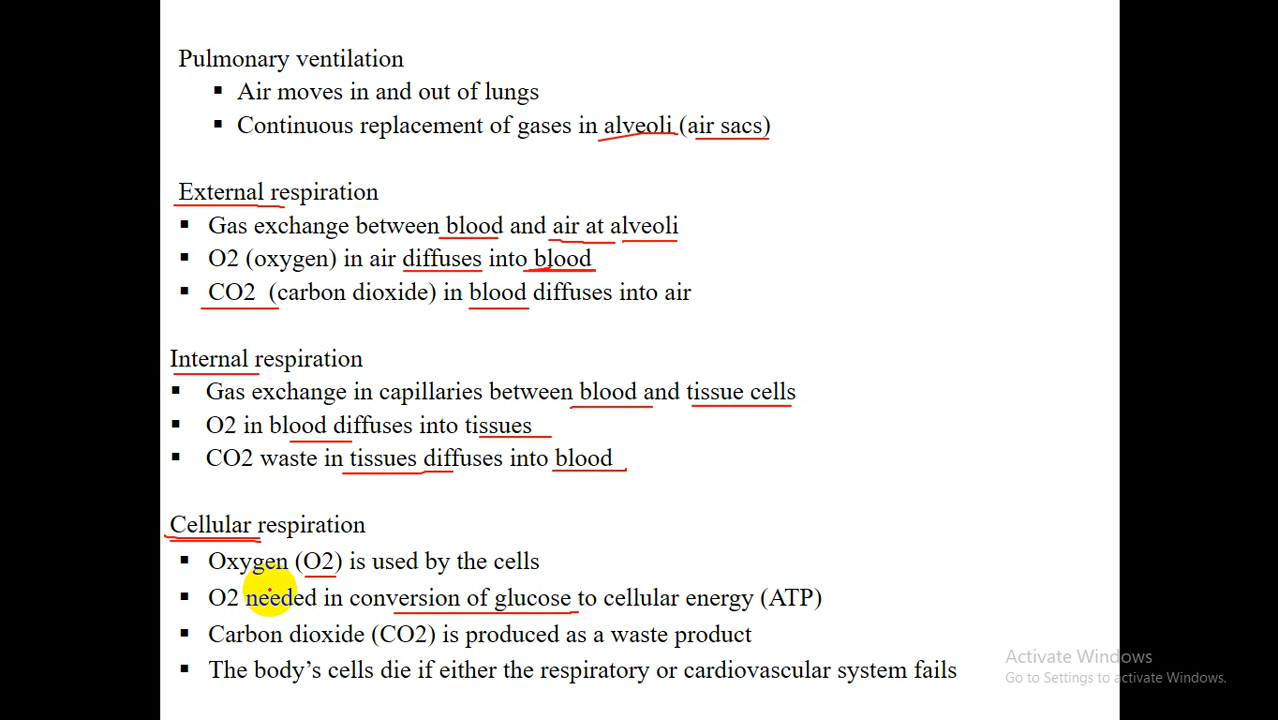 Pulmonary ventilation
▪ Air moves in and out of lungs
▪ Continuous replacement of gases in alveoli (air sacs)
External respiration
▪ Gas exchange between blood and air at alveoli
▪ O2 (oxygen) in air diffuses into blood
▪ CO2 (carbon dioxide) in blood diffuses into air
Internal respiration
▪ Gas exchange in capillaries between blood and tissue cells
▪ O2 in blood diffuses into tissues
▪ CO2 waste in tissues diffuses into blood
Cellular respiration
▪ Oxygen (O2) is used by the cells
▪ O2 needed in conversion of glucose to cellular energy (ATP)
▪ Carbon dioxide (CO2) is produced as a waste product
▪ The body’s cells die if either the respiratory or cardiovascular system fails
Activate Windows
Go to Settings to activate Windows.